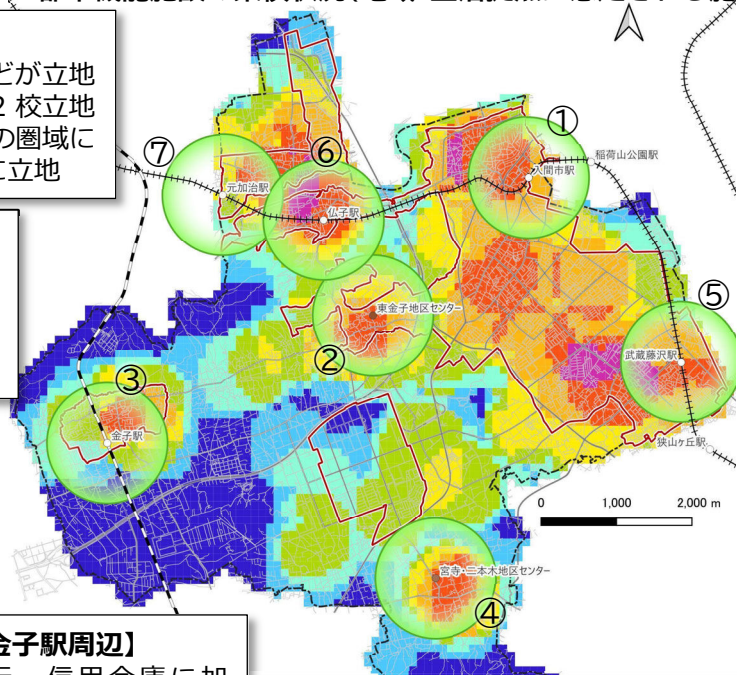 どが立地
2 校立地
の圏域に
に立地
①
稲荷山公園駅
入間市駅
⑦
⑥
元加治駅
仏子駅
東金子地区センター
②
⑤
武蔵藤沢駅
③
金子駅
狭山ヶ丘駅
0 1,000 2,000 m
宮寺・二本木地区センター
④
金子駅周辺】
信用金庫に加